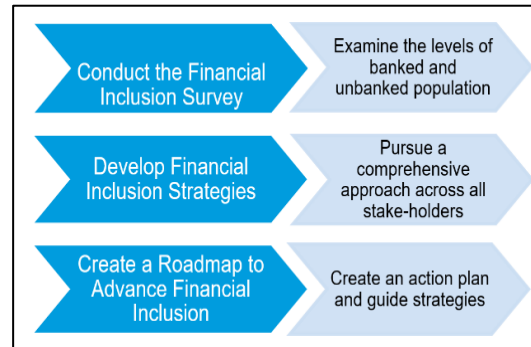 Conduct the Financial
Inclusion Survey
Examine the levels of
banked and
unbanked population
Develop Financial
Inclusion Strategies
Pursue a
comprehensive
approach across all
stake-holders
Create a Roadmap to
Advance Financial
Inclusion
Create an action plan
and guide strategies